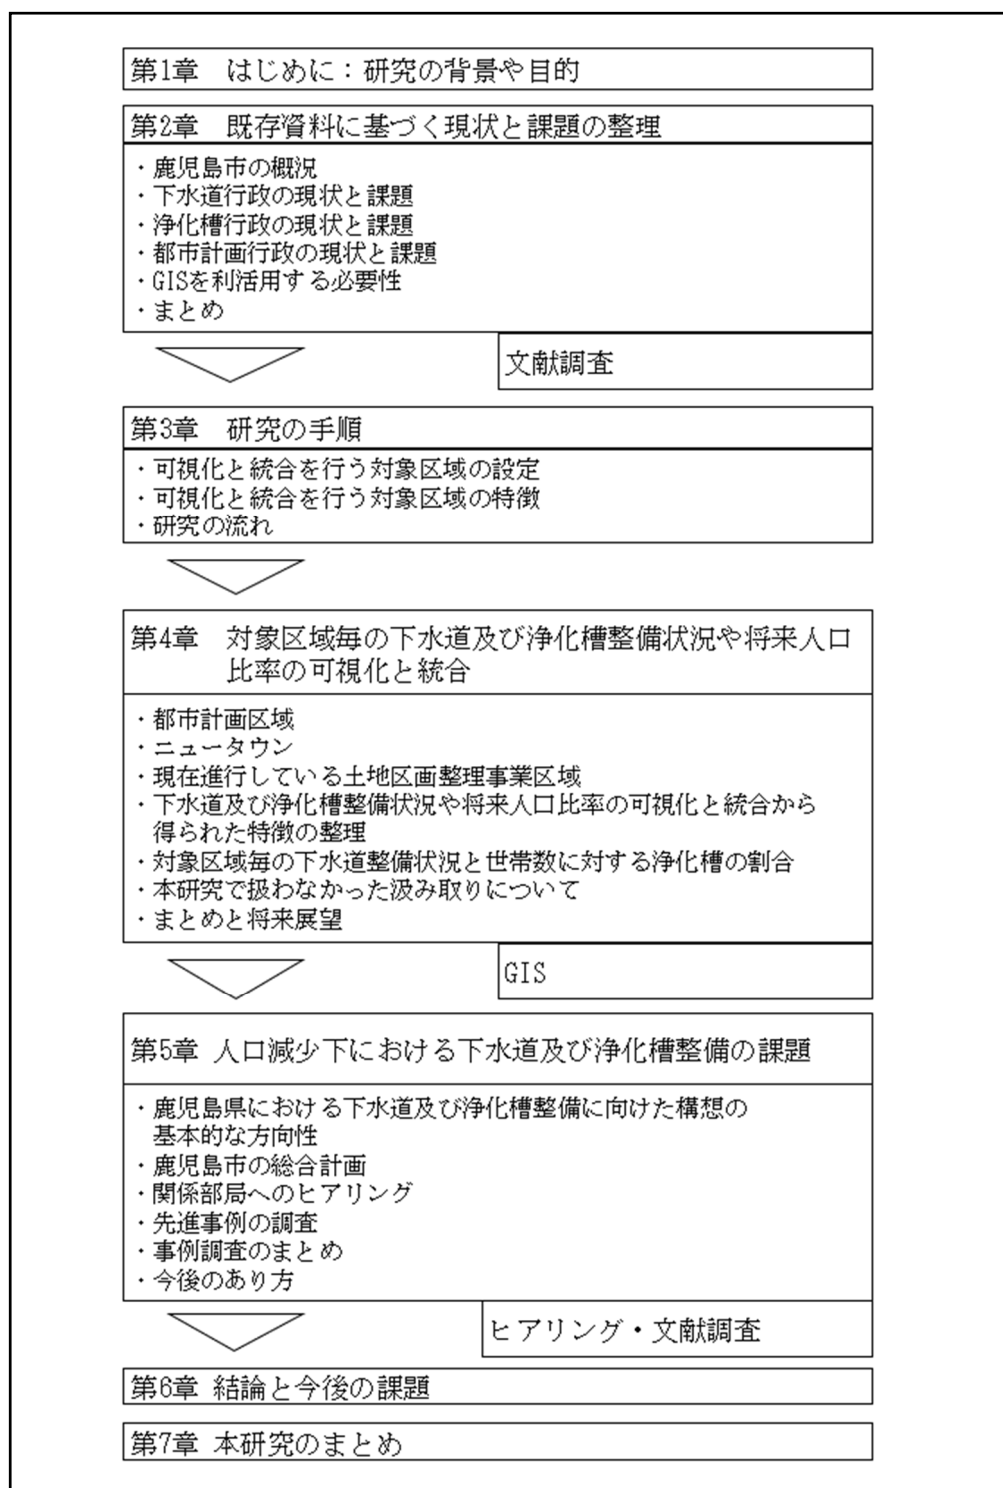 第1章　はじめに：研究の背景や目的
第2章　既存資料に基づく現状と課題の整理
・鹿児島市の概況
・下水道行政の現状と課題
・浄化槽行政の現状と課題
・都市計画行政の現状と課題
・GISを利活用する必要性
・まとめ
文献調査
第3章　研究の手順
・可視化と統合を行う対象区域の設定
・可視化と統合を行う対象区域の特徴
・研究の流れ
第4章　対象区域毎の下水道及び浄化槽整備状況や将来人口
比率の可視化と統合
・都市計画区域
・ニュータウン
・現在進行している土地区画整理事業区域
・下水道及び浄化槽整備状況や将来人口比率の可視化と統合から
得られた特徴の整理
・対象区域毎の下水道整備状況と世帯数に対する浄化槽の割合
・本研究で扱わなかった汲み取りについて
・まとめと将来展望
GIS
第5章 人口減少下における下水道及び浄化槽整備の課題
・鹿児島県における下水道及び浄化槽整備に向けた構想の
基本的な方向性
・鹿児島市の総合計画
・関係部局へのヒアリング
・先進事例の調査
・事例調査のまとめ
・今後のあり方
ヒアリング・文献調査
第6章 結論と今後の課題
第7章 本研究のまとめ